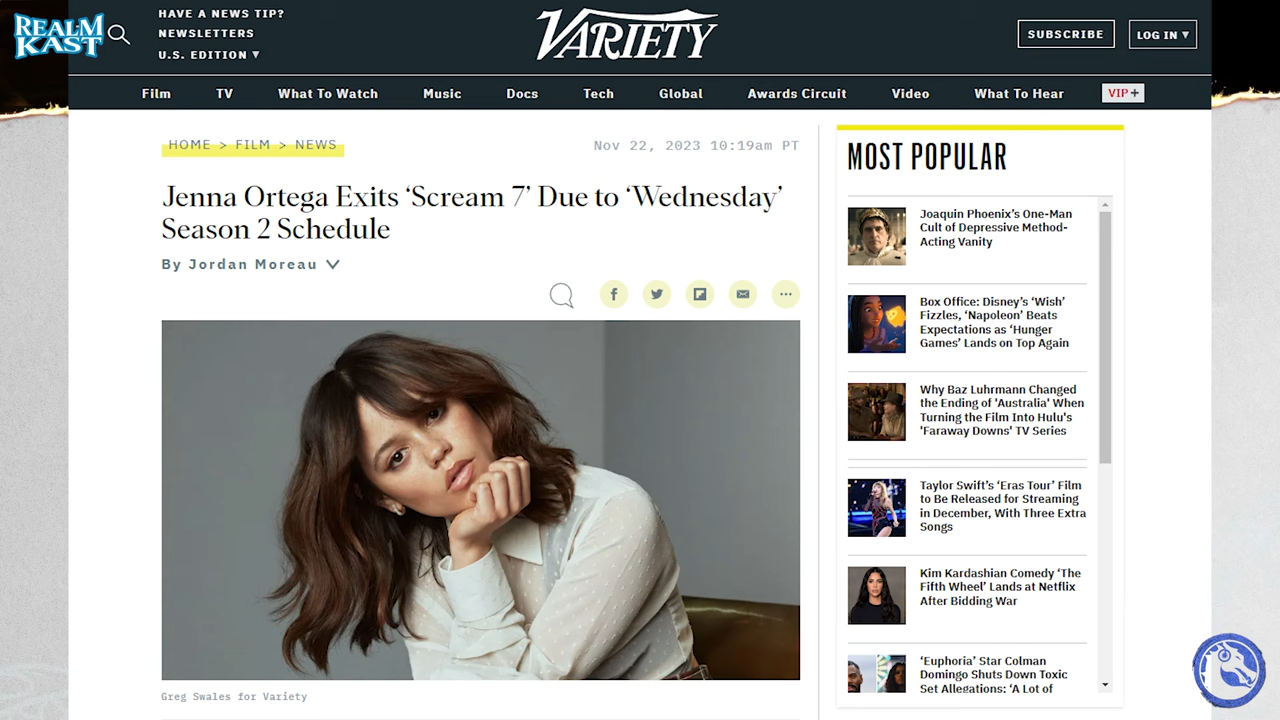 REALM
KAST
HAVE A NEWS TIP?
NEWSLETTERS
U.S. EDITION ▼
VARIETY
SUBSCRIBE
LOG IN ▼
Film
TV
What To Watch
Music
Docs
Tech
Global
Awards Circuit
Video
What To Hear
VIP+
HOME > FILM > NEWS
Nov 22, 2023 10:19am PT
Jenna Ortega Exits ‘Scream 7’ Due to ‘Wednesday’
Season 2 Schedule
By Jordan Moreau
Greg Swales for Variety
MOST POPULAR
Joaquin Phoenix’s One-Man
Cult of Depressive Method-
Acting Vanity
Box Office: Disney’s ‘Wish’
Fizzles, ‘Napoleon’ Beats
Expectations as ‘Hunger
Games’ Lands on Top Again
Why Baz Luhrmann Changed
the Ending of 'Australia' When
Turning the Film Into Hulu's
'Faraway Downs' TV Series
Taylor Swift’s ‘Eras Tour’ Film
to Be Released for Streaming
in December, With Three Extra
Songs
Kim Kardashian Comedy ‘The
Fifth Wheel’ Lands at Netflix
After Bidding War
‘Euphoria’ Star Colman
Domingo Shuts Down Toxic
Set Allegations: ‘A Lot of